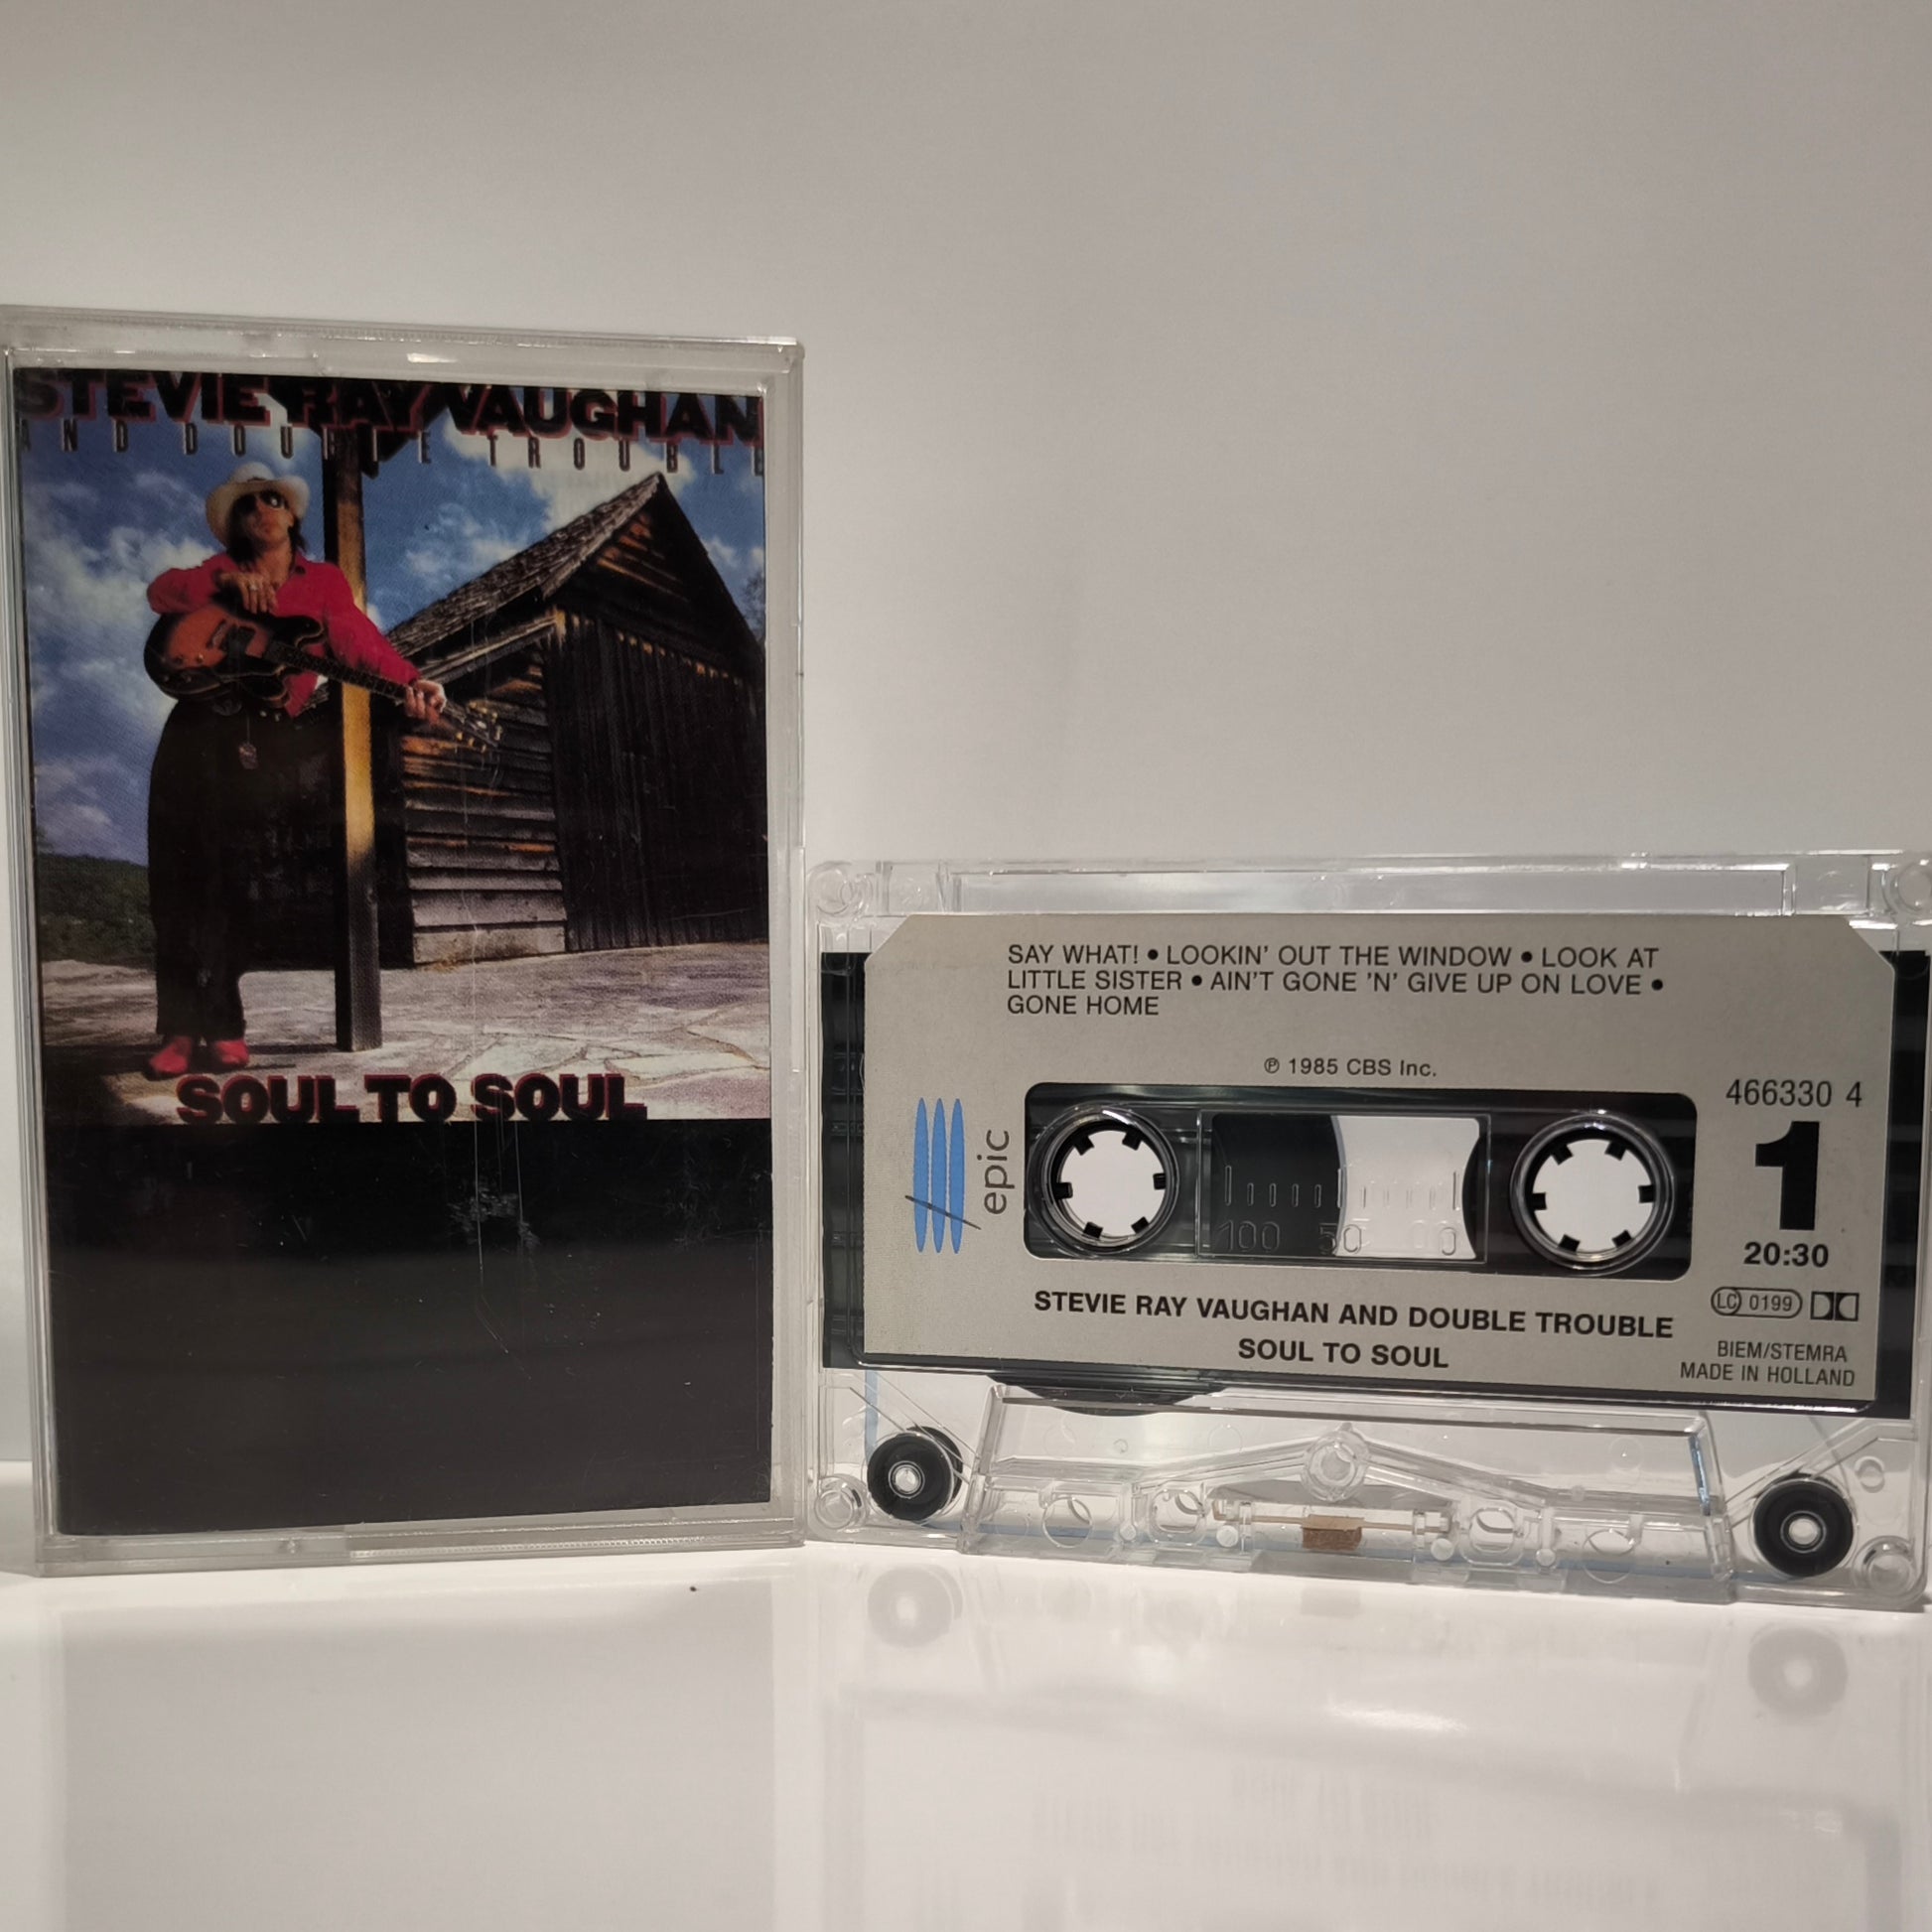 STEVIE RAY VAUGHAN
AND DOUBLE TROUBLE
SOUL TO SOUL
SAY WHAT! • LOOKIN' OUT THE WINDOW • LOOK AT
LITTLE SISTER • AIN'T GONE 'N' GIVE UP ON LOVE •
GONE HOME
℗ 1985 CBS Inc.
466330 4
epic
1
100 50 0
20:30
LC 0199
STEVIE RAY VAUGHAN AND DOUBLE TROUBLE
SOUL TO SOUL
BIEM/STEMRA
MADE IN HOLLAND